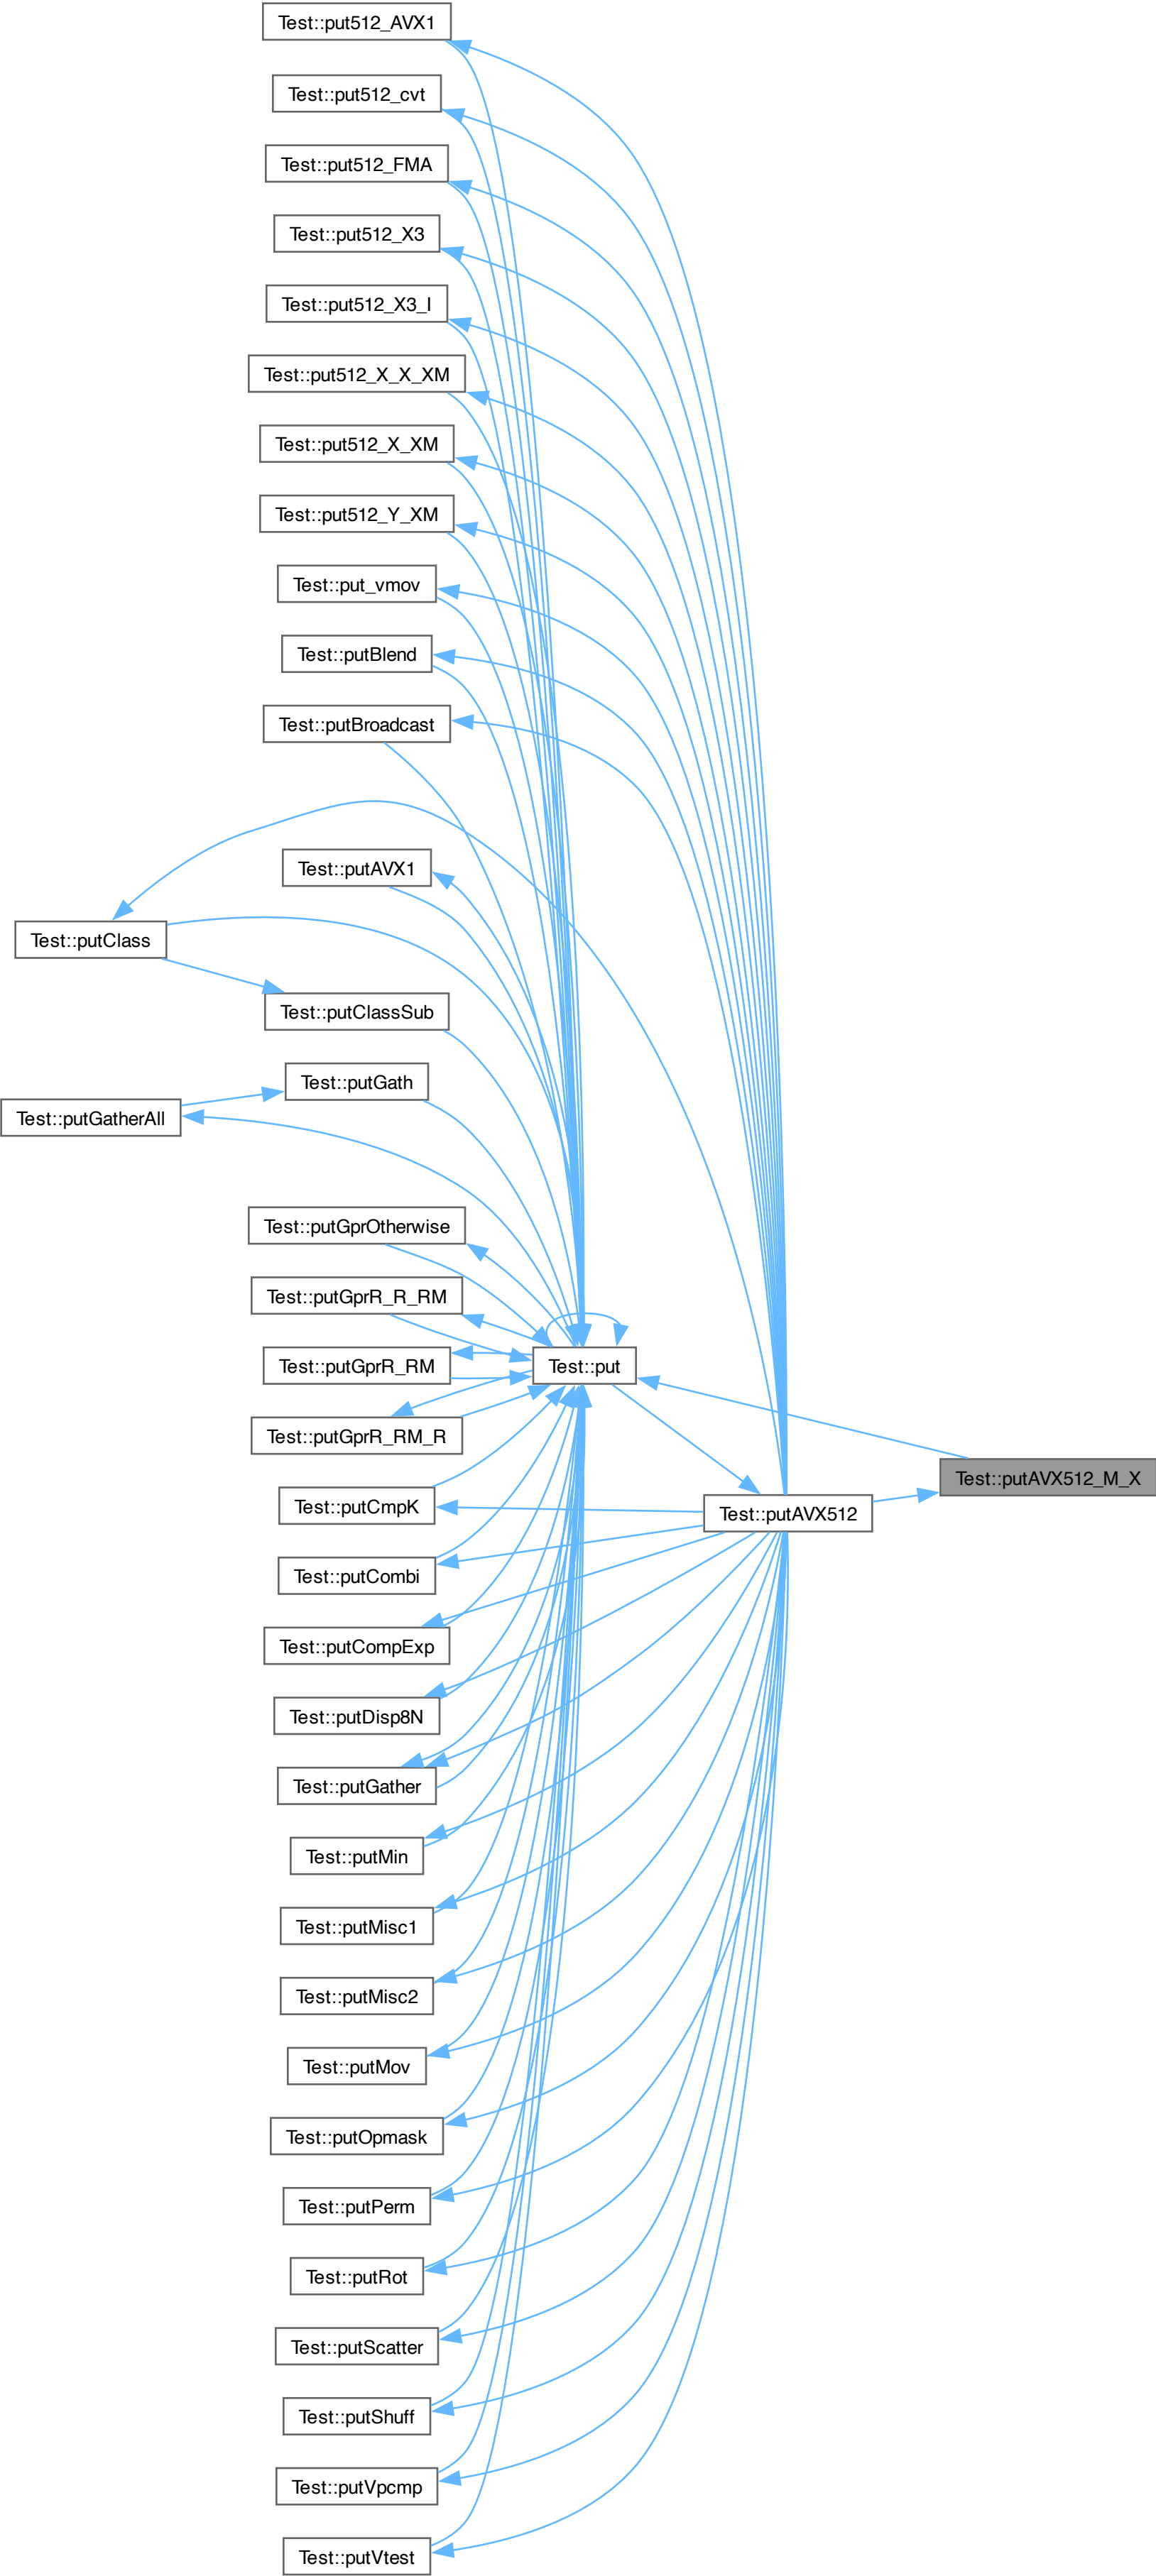 Test::put512_AVX1
Test::put512_cvt
Test::put512_FMA
Test::put512_X3
Test::put512_X3_I
Test::put512_X_X_XM
Test::put512_X_XM
Test::put512_Y_XM
Test::put_vmov
Test::putBlend
Test::putBroadcast
Test::putAVX1
Test::putClass
Test::putClassSub
Test::putGath
Test::putGatherAll
Test::putGprOtherwise
Test::putGprR_R_RM
Test::putGprR_RM
Test::put
Test::putGprR_RM_R
Test::putAVX512_M_X
Test::putCmpK
Test::putAVX512
Test::putCombi
Test::putCompExp
Test::putDisp8N
Test::putGather
Test::putMin
Test::putMisc1
Test::putMisc2
Test::putMov
Test::putOpmask
Test::putPerm
Test::putRot
Test::putScatter
Test::putShuff
Test::putVpcmp
Test::putVtest